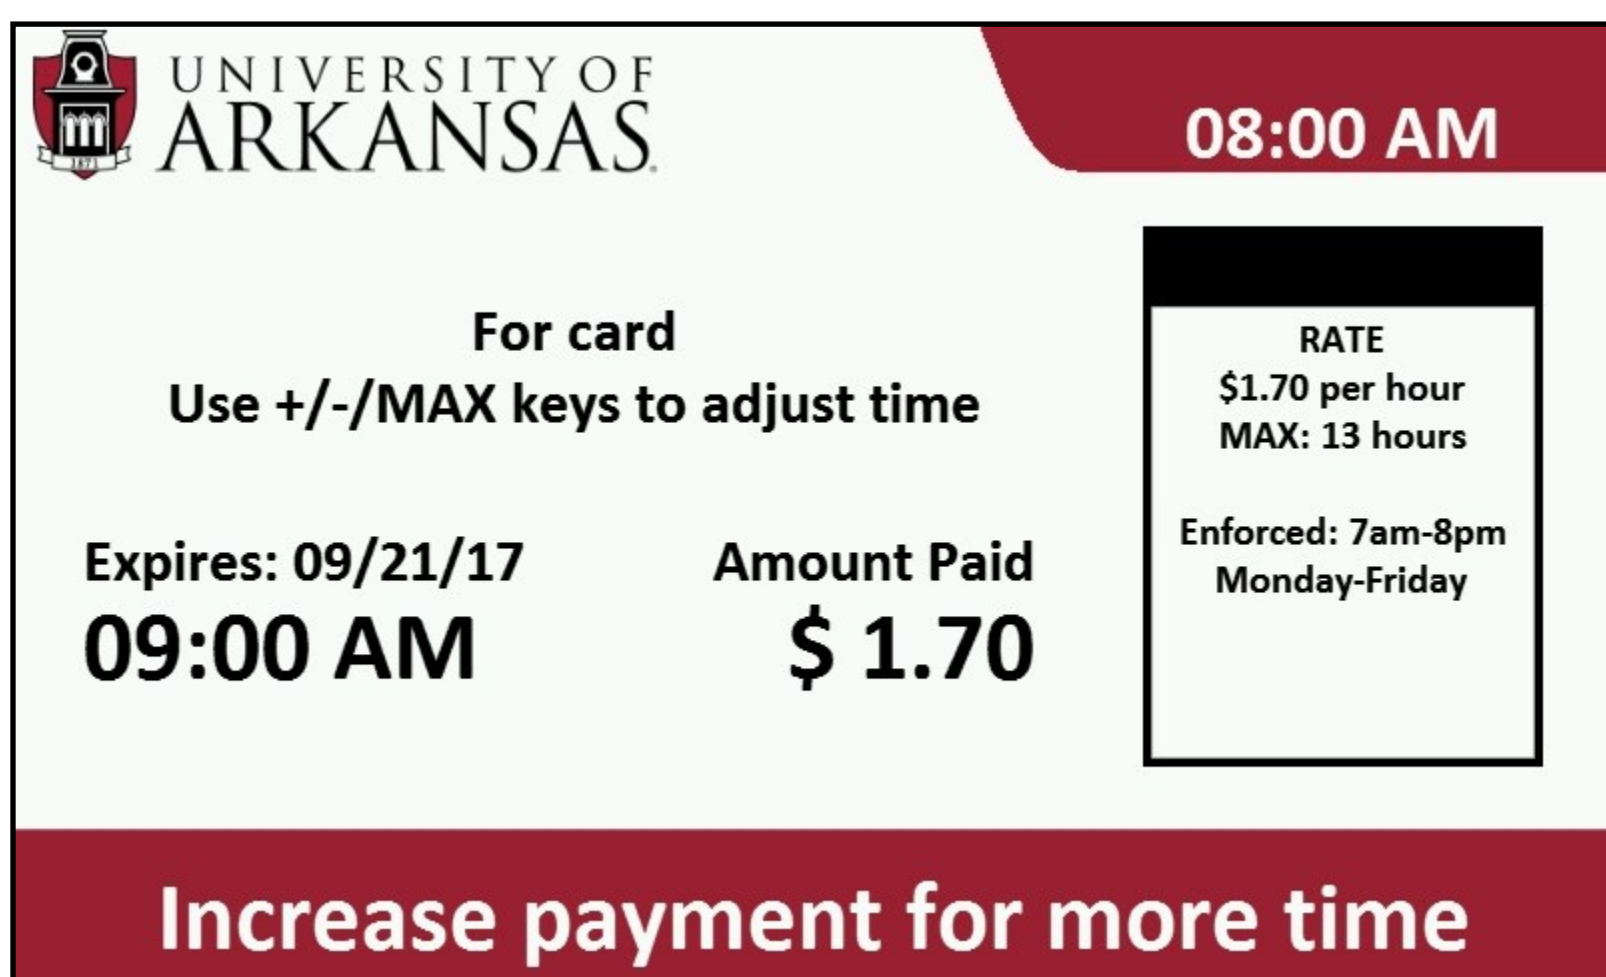 UNIVERSITY OF
ARKANSAS
1871
08:00 AM
For card
Use +/-/MAX keys to adjust time
Expires: 09/21/17
09:00 AM
Amount Paid
$ 1.70
RATE
$1.70 per hour
MAX: 13 hours
Enforced: 7am-8pm
Monday-Friday
Increase payment for more time